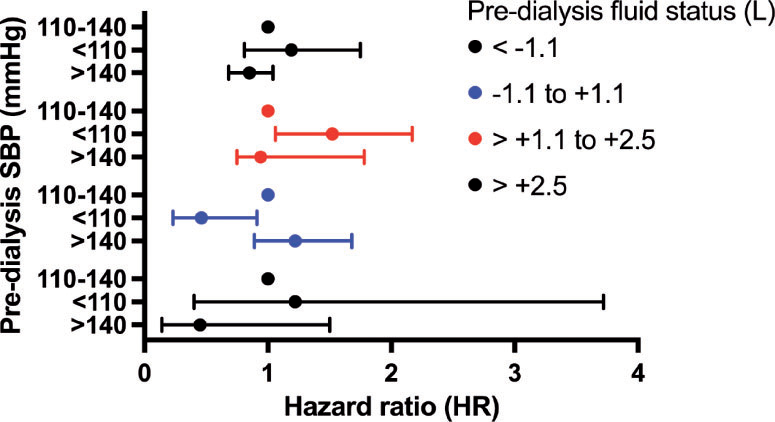 Pre-dialysis fluid status (L)
< -1.1
-1.1 to +1.1
> +1.1 to +2.5
> +2.5
Pre-dialysis SBP (mmHg)
110-140
<110
>140
110-140
<110
>140
110-140
<110
>140
110-140
<110
>140
0 1 2 3 4
Hazard ratio (HR)